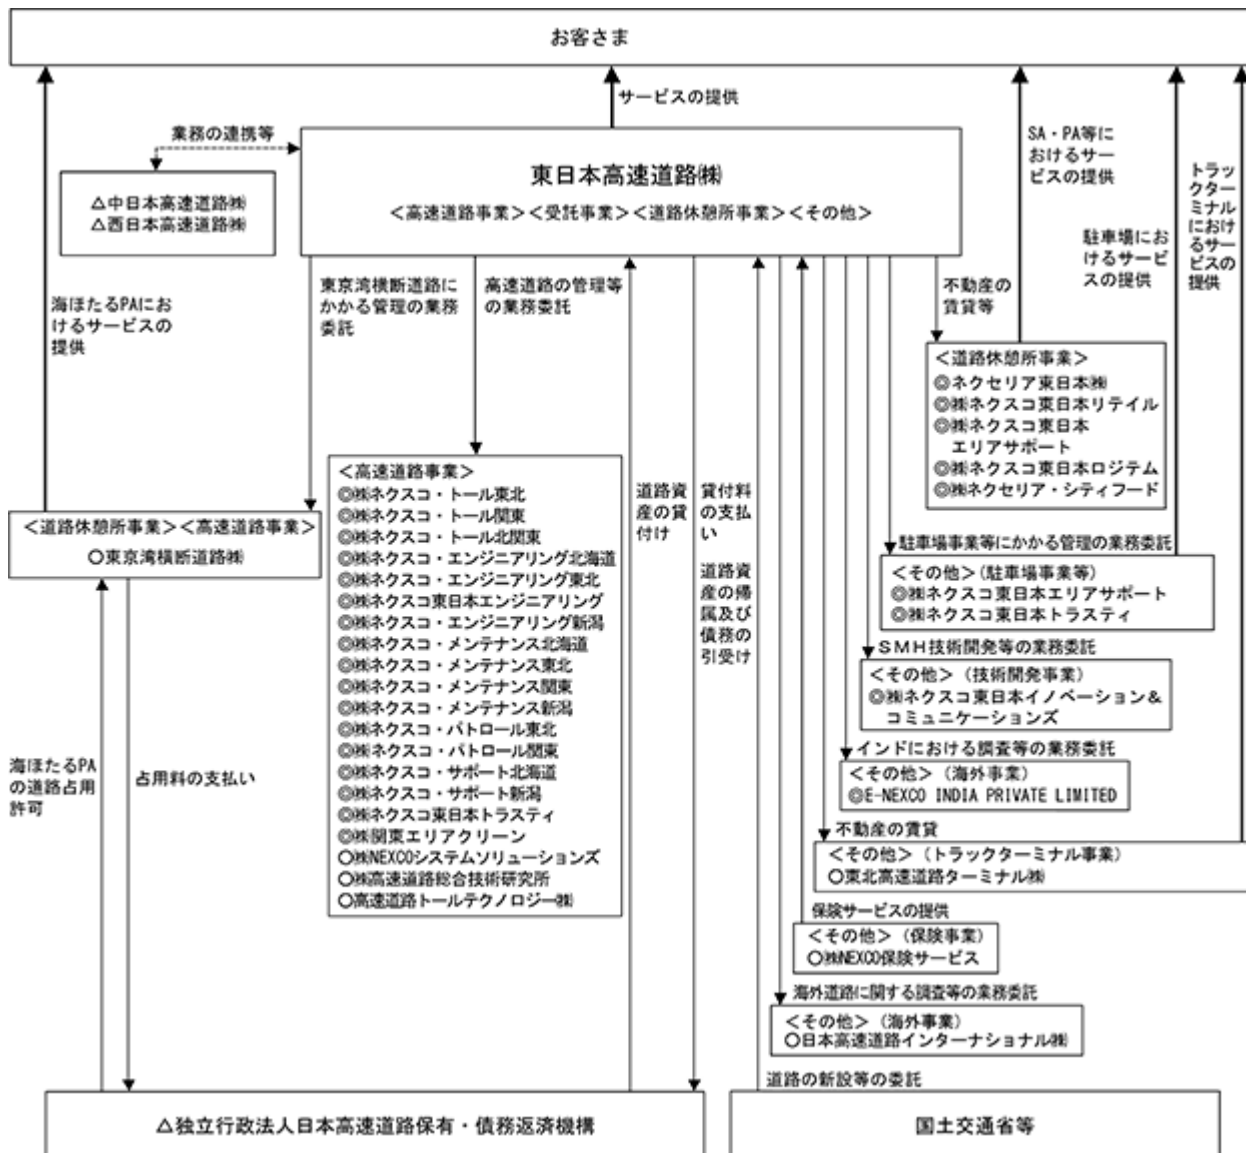 お客さま
サービスの提供
業務の連携等
東日本高速道路㈱
＜高速道路事業＞＜受託事業＞＜道路休憩所事業＞＜その他＞
△中日本高速道路㈱
△西日本高速道路㈱
SA・PA等に
おけるサー
ビスの提供
駐車場にお
けるサービ
スの提供
トラッ
クター
ミナル
におけ
るサー
ビスの
提供
海ほたるPAにお
けるサービスの
提供
東京湾横断道路に
かかる管理の業務
委託
高速道路の管理等
の業務委託
不動産の
賃貸等
＜道路休憩所事業＞
◎ネクセリア東日本㈱
◎㈱ネクスコ東日本リテイル
◎㈱ネクスコ東日本
エリアサポート
◎㈱ネクスコ東日本ロジテム
◎㈱ネクセリア・シティフード
＜高速道路事業＞
◎㈱ネクスコ・トール東北
◎㈱ネクスコ・トール関東
◎㈱ネクスコ・トール北関東
◎㈱ネクスコ・エンジニアリング北海道
◎㈱ネクスコ・エンジニアリング東北
◎㈱ネクスコ東日本エンジニアリング
◎㈱ネクスコ・エンジニアリング新潟
◎㈱ネクスコ・メンテナンス北海道
◎㈱ネクスコ・メンテナンス東北
◎㈱ネクスコ・メンテナンス関東
◎㈱ネクスコ・メンテナンス新潟
◎㈱ネクスコ・パトロール東北
◎㈱ネクスコ・パトロール関東
◎㈱ネクスコ・サポート北海道
◎㈱ネクスコ・サポート新潟
◎㈱ネクスコ東日本トラスティ
◎㈱関東エリアクリーン
○㈱NEXCOシステムソリューションズ
○㈱高速道路総合技術研究所
○高速道路トールテクノロジー㈱
＜道路休憩所事業＞＜高速道路事業＞
○東京湾横断道路㈱
道路資
産の貸
付け
貸付料
の支払
い
道路資
産の帰
属及び
債務の
引受け
駐車場事業等にかかる管理の業務委託
＜その他＞(駐車場事業等)
◎㈱ネクスコ東日本エリアサポート
◎㈱ネクスコ東日本トラスティ
ＳＭＨ技術開発等の業務委託
＜その他＞（技術開発事業）
◎㈱ネクスコ東日本イノベーション＆
コミュニケーションズ
インドにおける調査等の業務委託
＜その他＞（海外事業）
◎E-NEXCO INDIA PRIVATE LIMITED
不動産の賃貸
＜その他＞（トラックターミナル事業）
○東北高速道路ターミナル㈱
保険サービスの提供
＜その他＞（保険事業）
○㈱NEXCO保険サービス
海外道路に関する調査等の業務委託
＜その他＞（海外事業）
○日本高速道路インターナショナル㈱
海ほたるPA
の道路占用
許可
占用料の支払い
道路の新設等の委託
△独立行政法人日本高速道路保有・債務返済機構
国土交通省等